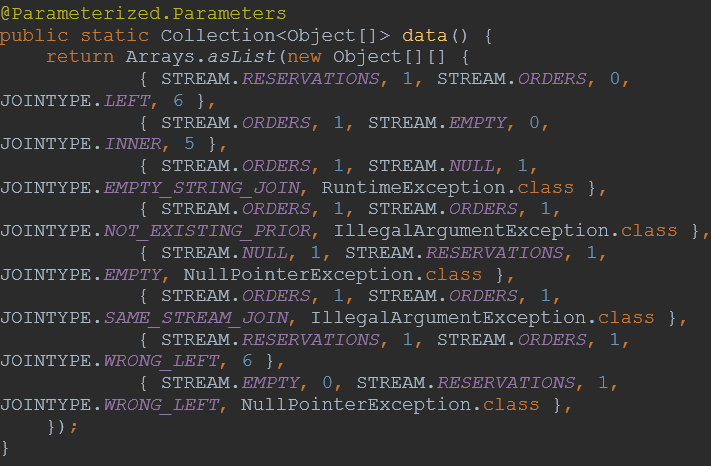 @Parameterized.Parameters
public static Collection<Object[]> data() {
    return Arrays.asList(new Object[][] {
            { STREAM.RESERVATIONS, 1, STREAM.ORDERS, 0,
JOINTYPE.LEFT, 6 },
            { STREAM.ORDERS, 1, STREAM.EMPTY, 0,
JOINTYPE.INNER, 5 },
            { STREAM.ORDERS, 1, STREAM.NULL, 1,
JOINTYPE.EMPTY_STRING_JOIN, RuntimeException.class },
            { STREAM.ORDERS, 1, STREAM.ORDERS, 1,
JOINTYPE.NOT_EXISTING_PRIOR, IllegalArgumentException.class },
            { STREAM.NULL, 1, STREAM.RESERVATIONS, 1,
JOINTYPE.EMPTY, NullPointerException.class },
            { STREAM.ORDERS, 1, STREAM.ORDERS, 1,
JOINTYPE.SAME_STREAM_JOIN, IllegalArgumentException.class },
            { STREAM.RESERVATIONS, 1, STREAM.ORDERS, 1,
JOINTYPE.WRONG_LEFT, 6 },
            { STREAM.EMPTY, 0, STREAM.RESERVATIONS, 1,
JOINTYPE.WRONG_LEFT, NullPointerException.class },
    });
}